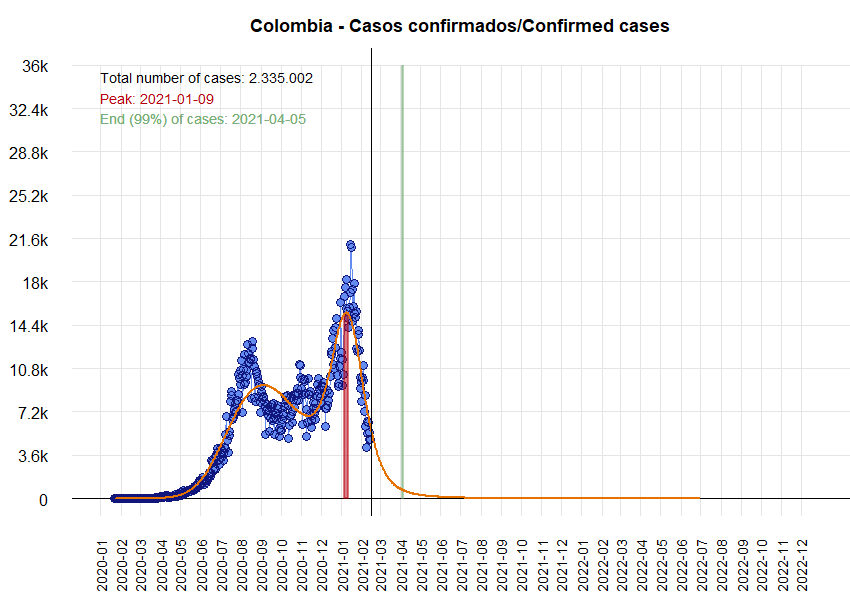 Colombia - Casos confirmados/Confirmed cases
36k
32.4k
28.8k
25.2k
21.6k
18k
14.4k
10.8k
7.2k
3.6k
0
Total number of cases: 2.335.002
Peak: 2021-01-09
End (99%) of cases: 2021-04-05
2020-01
2020-02
2020-03
2020-04
2020-05
2020-06
2020-07
2020-08
2020-09
2020-10
2020-11
2020-12
2021-01
2021-02
2021-03
2021-04
2021-05
2021-06
2021-07
2021-08
2021-09
2021-10
2021-11
2021-12
2022-01
2022-02
2022-03
2022-04
2022-05
2022-06
2022-07
2022-08
2022-09
2022-10
2022-11
2022-12